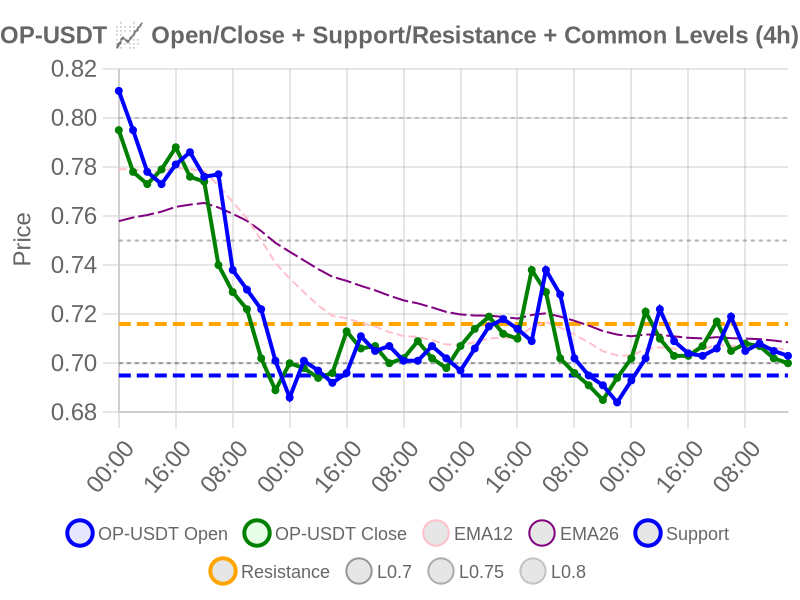 OP-USDT 📈 Open/Close + Support/Resistance + Common Levels (4h)
0.82
0.80
0.78
0.76
0.74
0.72
0.70
0.68
Price
00:00 16:00 08:00 00:00 16:00 08:00 00:00 16:00 08:00 00:00 16:00 08:00
OP-USDT Open OP-USDT Close EMA12 EMA26 Support
Resistance L0.7 L0.75 L0.8